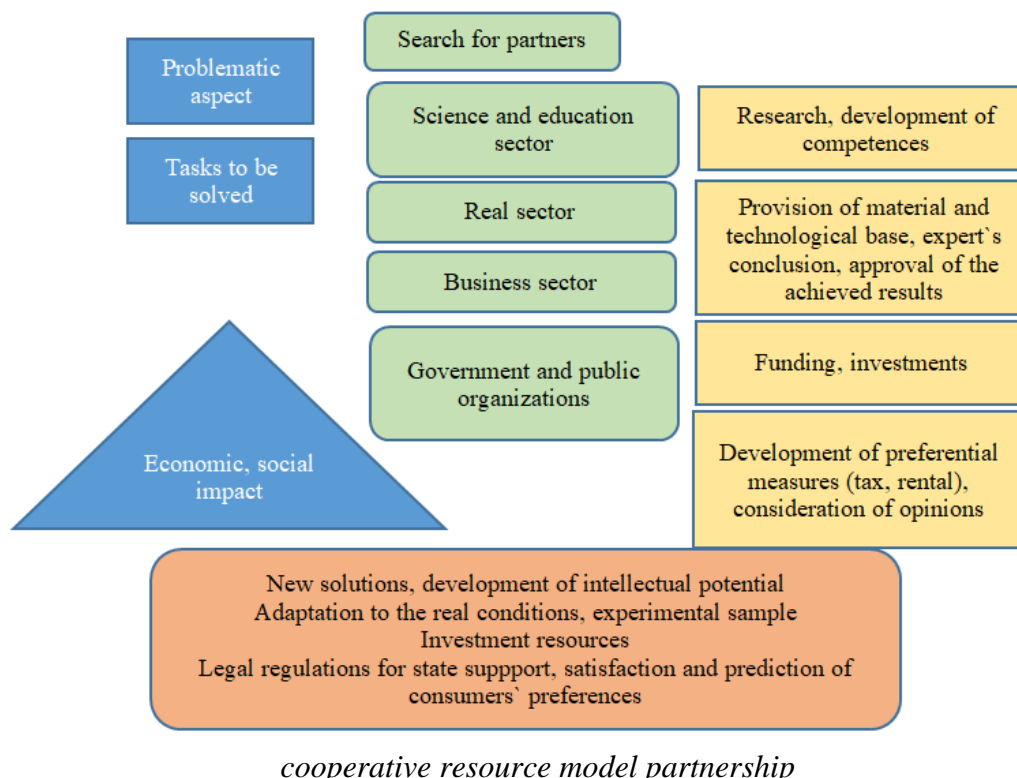 Problematic
aspect
Tasks to be
solved
Economic, social
impact
Search for partners
Science and education
sector
Real sector
Business sector
Government and public
organizations
Research, development of
competences
Provision of material and
technological base, expert`s
conclusion, approval of the
achieved results
Funding, investments
Development of preferential
measures (tax, rental),
consideration of opinions
New solutions, development of intellectual potential
Adaptation to the real conditions, experimental sample
Investment resources
Legal regulations for state suppport, satisfaction and prediction of
consumers` preferences
cooperative resource model partnership